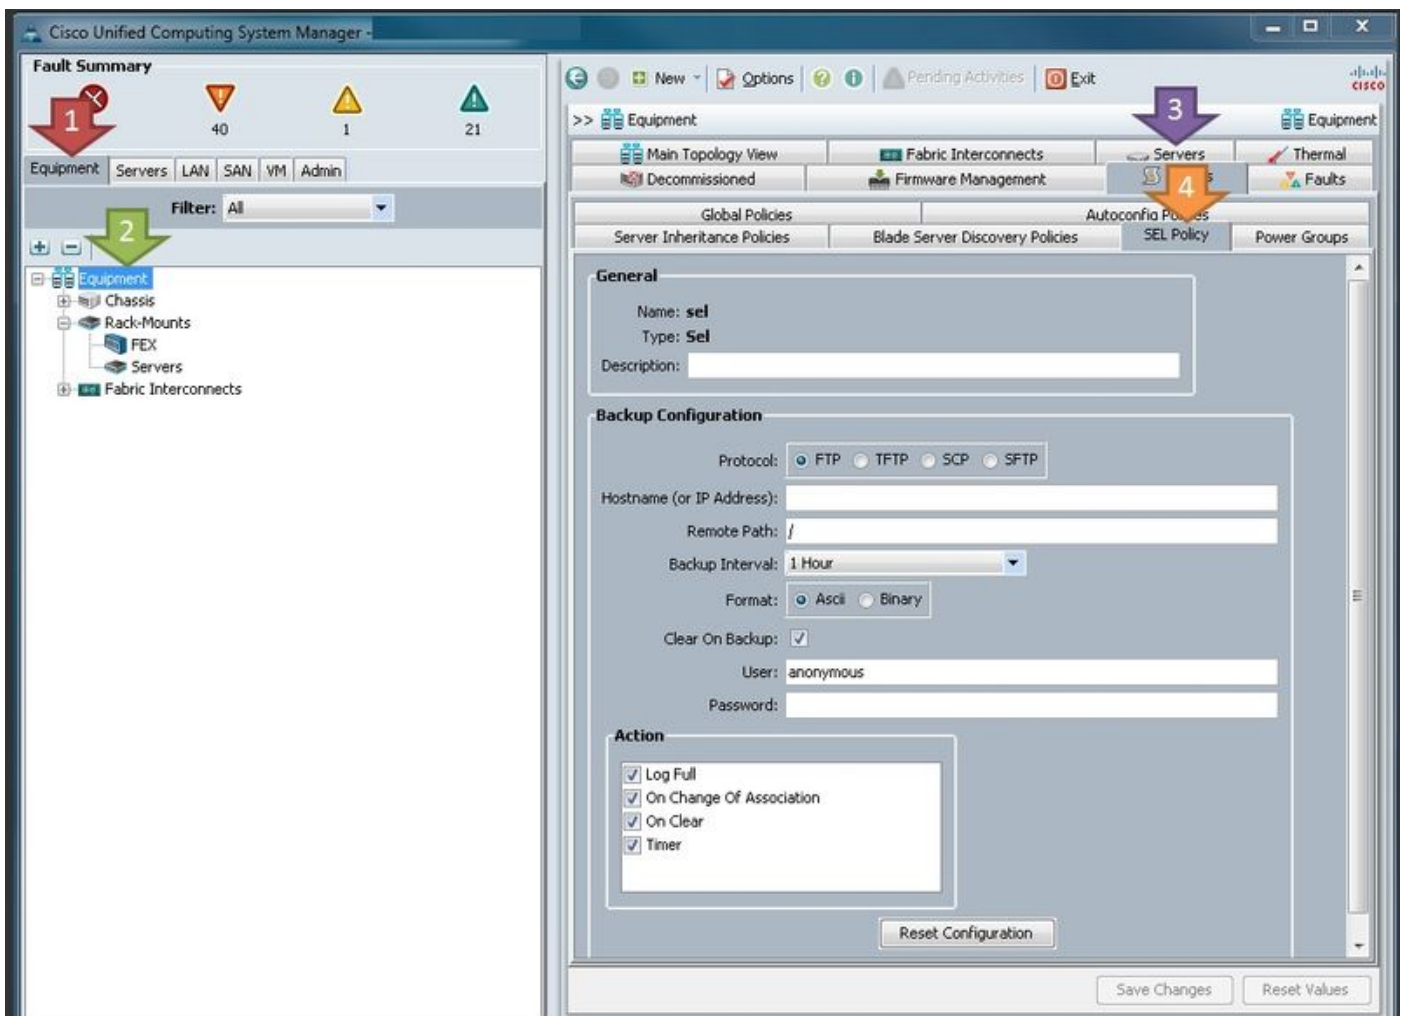 Cisco Unified Computing System Manager -
Fault Summary
40 1 21
1
Equipment Servers LAN SAN VM Admin
Filter: All
2
Equipment
Chassis
Rack-Mounts
FEX
Servers
Fabric Interconnects
New Options Pending Activities Exit
CISCO
>> Equipment Equipment
3
Main Topology View Fabric Interconnects Servers Thermal
Decommissioned Firmware Management Faults
4
Global Policies Autoconfig Policies
Server Inheritance Policies Blade Server Discovery Policies SEL Policy Power Groups
General
Name: sel
Type: Sel
Description:
Backup Configuration
Protocol: FTP TFTP SCP SFTP
Hostname (or IP Address):
Remote Path: /
Backup Interval: 1 Hour
Format: Ascii Binary
Clear On Backup:
User: anonymous
Password:
Action
Log Full
On Change Of Association
On Clear
Timer
Reset Configuration
Save Changes Reset Values